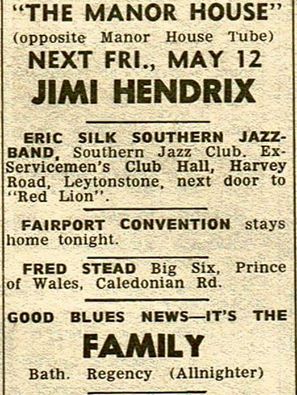 "THE MANOR HOUSE"
(opposite Manor House Tube)
NEXT FRI., MAY 12
JIMI HENDRIX
ERIC SILK SOUTHERN JAZZ-
BAND, Southern Jazz Club. Ex-
Servicemen's Club Hall, Harvey
Road, Leytonstone, next door to
"Red Lion".
FAIRPORT CONVENTION stays
home tonight.
FRED STEAD Big Six, Prince
of Wales, Caledonian Rd.
GOOD BLUES NEWS—IT'S THE
FAMILY
Bath. Regency (Allnighter)